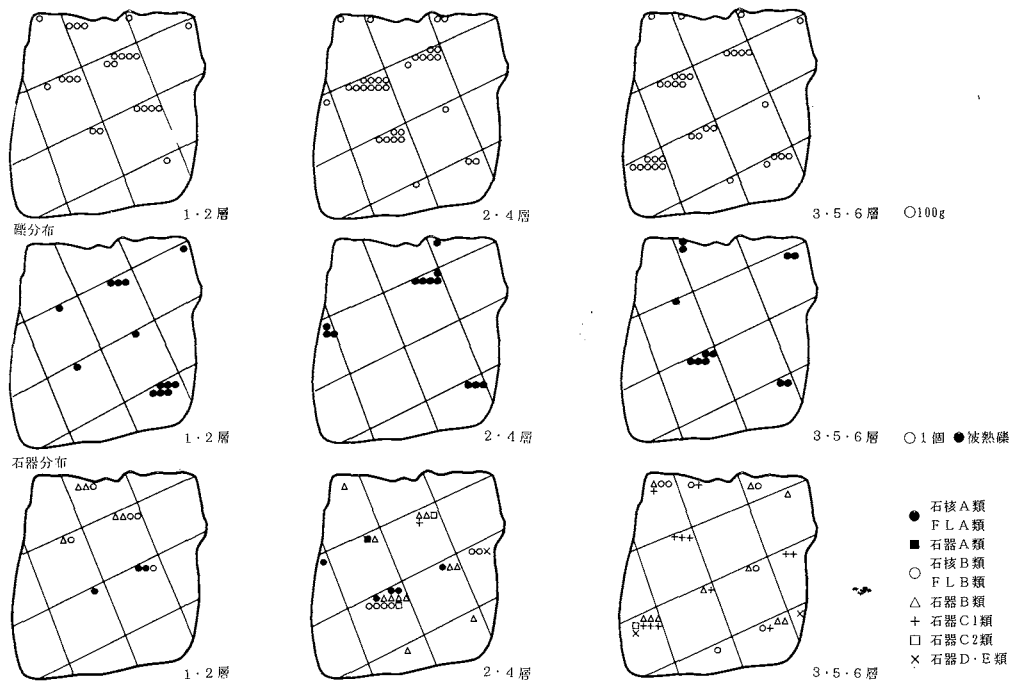 1・2層
2・4層
3・5・6層
○100g
礫分布
1・2層
2・4層
3・5・6層
○1個 ●被熱礫
石器分布
1・2層
2・4層
3・5・6層
● 石核A類
FLA類
■ 石器A類
○ 石核B類
FLB類
△ 石器B類
+ 石器C1類
□ 石器C2類
× 石器D・E類